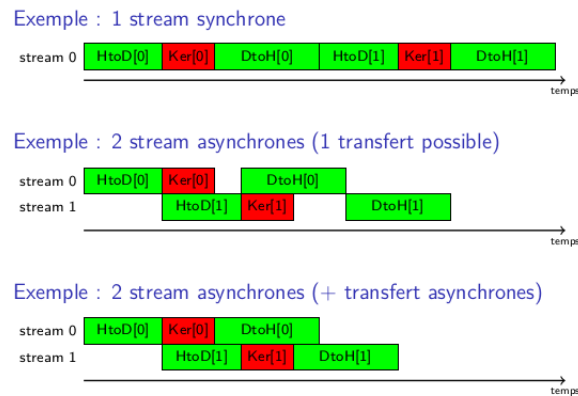 Exemple : 1 stream synchrone
stream 0 HtoD[0] Ker[0] DtoH[0] HtoD[1] Ker[1] DtoH[1]
temps
Exemple : 2 stream asynchrones (1 transfert possible)
stream 0 HtoD[0] Ker[0] DtoH[0]
stream 1 HtoD[1] Ker[1] DtoH[1]
temps
Exemple : 2 stream asynchrones (+ transfert asynchrones)
stream 0 HtoD[0] Ker[0] DtoH[0]
stream 1 HtoD[1] Ker[1] DtoH[1]
temps